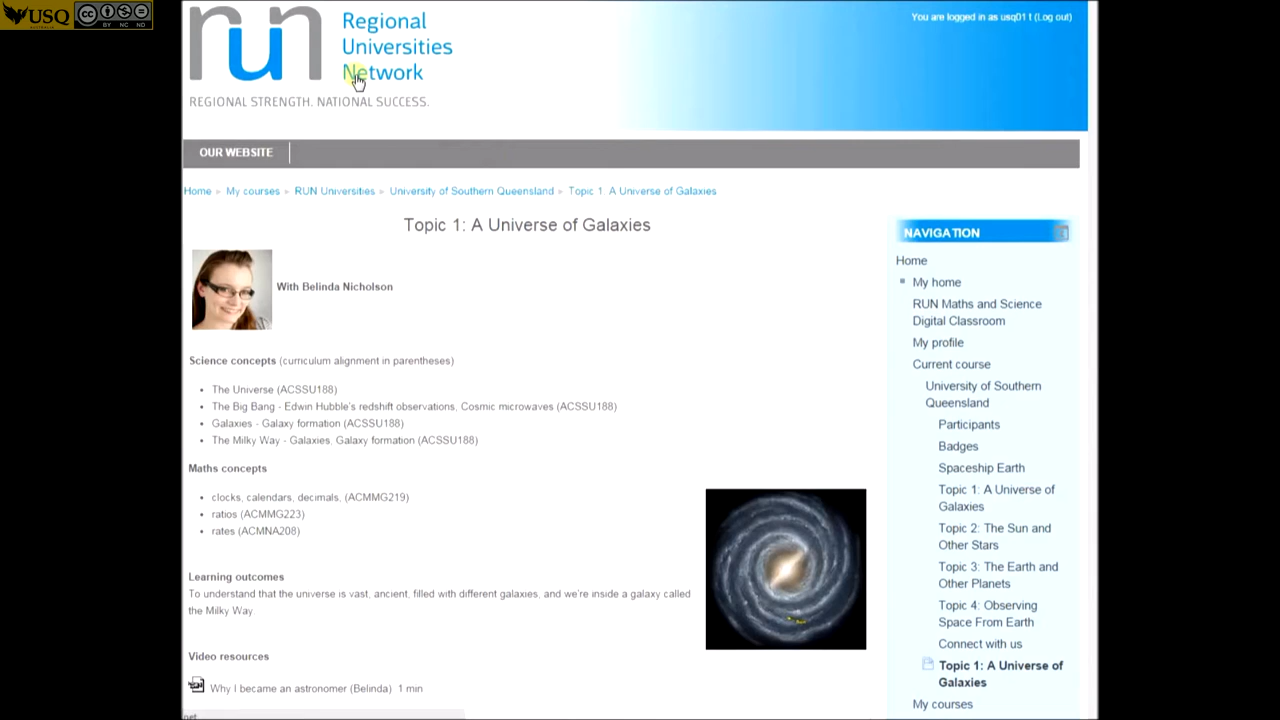 USQ
AUSTRALIA
BY NC ND
run
Regional
Universities
Network
REGIONAL STRENGTH. NATIONAL SUCCESS.
You are logged in as usq01 t (Log out)
OUR WEBSITE
Home
My courses
RUN Universities
University of Southern Queensland
Topic 1 A Universe of Galaxies
Topic 1: A Universe of Galaxies
With Belinda Nicholson
Science concepts (curriculum alignment in parentheses)
The Universe (ACSSU188)
The Big Bang - Edwin Hubble's redshift observations, Cosmic microwaves (ACSSU188)
Galaxies - Galaxy formation (ACSSU188)
The Milky Way - Galaxies, Galaxy formation (ACSSU188)
Maths concepts
clocks, calendars, decimals, (ACMMG219)
ratios (ACMMG223)
rates (ACMNA208)
Learning outcomes
To understand that the universe is vast, ancient, filled with different galaxies, and we're inside a galaxy called
the Milky Way.
Video resources
Why I became an astronomer (Belinda) 1 min
net
NAVIGATION
Home
My home
RUN Maths and Science
Digital Classroom
My profile
Current course
University of Southern
Queensland
Participants
Badges
Spaceship Earth
Topic 1: A Universe of
Galaxies
Topic 2: The Sun and
Other Stars
Topic 3: The Earth and
Other Planets
Topic 4: Observing
Space From Earth
Connect with us
Topic 1: A Universe of
Galaxies
My courses